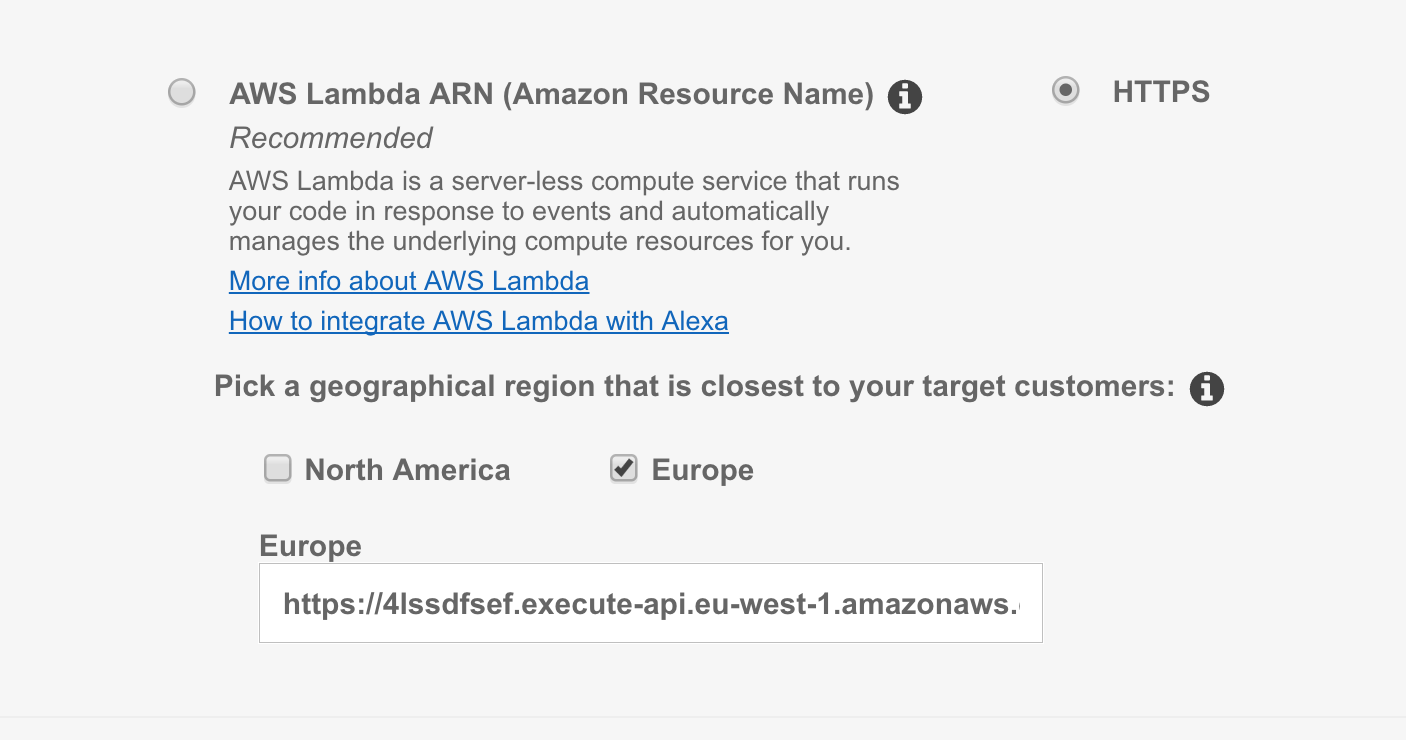 AWS Lambda ARN (Amazon Resource Name)
HTTPS
Recommended
AWS Lambda is a server-less compute service that runs
your code in response to events and automatically
manages the underlying compute resources for you.
More info about AWS Lambda
How to integrate AWS Lambda with Alexa
Pick a geographical region that is closest to your target customers:
North America
Europe
Europe
https://4lssdfsef.execute-api.eu-west-1.amazonaws.